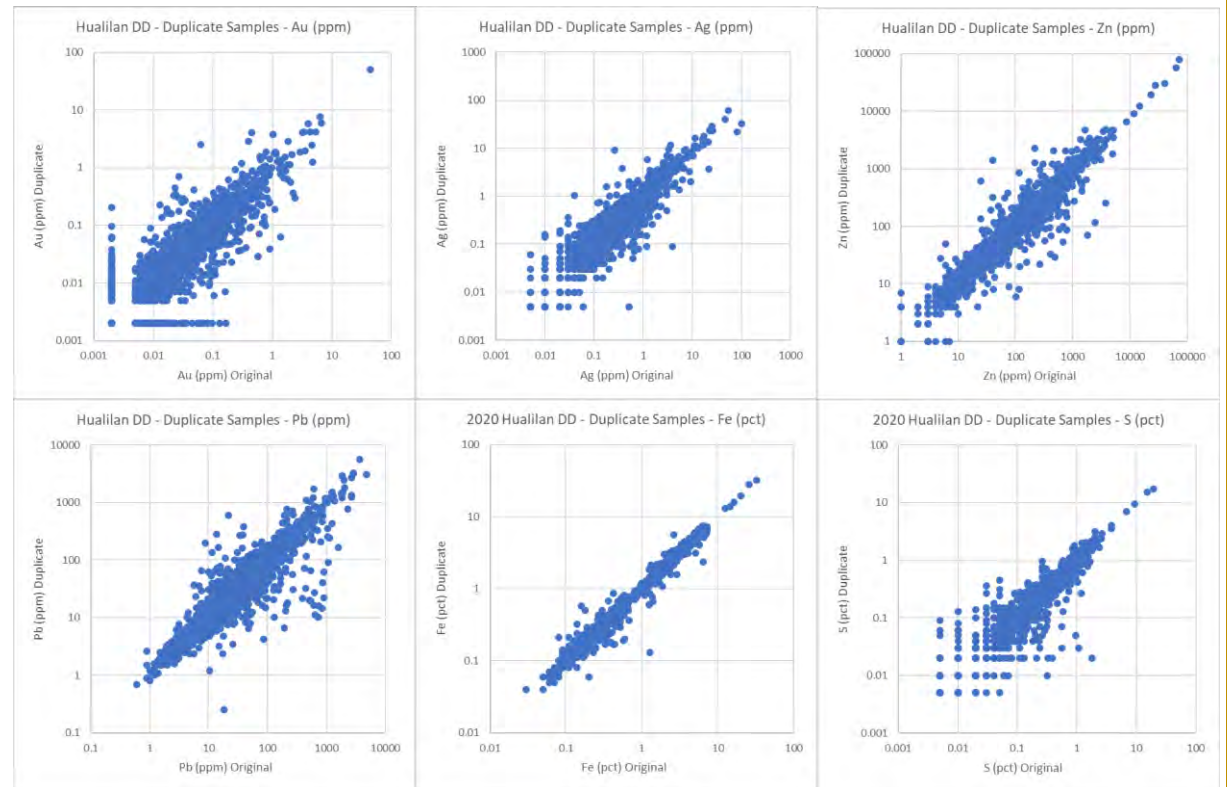 Hualilan DD - Duplicate Samples - Au (ppm)
100
10
1
0.1
0.01
0.001
Au (ppm) Duplicate
0.001 0.01 0.1 1 10 100
Au (ppm) Original
Hualilan DD - Duplicate Samples - Ag (ppm)
1000
100
10
1
0.1
0.01
0.001
Ag (ppm) Duplicate
0.001 0.01 0.1 1 10 100 1000
Ag (ppm) Original
Hualilan DD - Duplicate Samples - Zn (ppm)
100000
10000
1000
100
10
1
Zn (ppm) Duplicate
1 10 100 1000 10000 100000
Zn (ppm) Original
Hualilan DD - Duplicate Samples - Pb (ppm)
10000
1000
100
10
1
0.1
Pb (ppm) Duplicate
0.1 1 10 100 1000 10000
Pb (ppm) Original
2020 Hualilan DD - Duplicate Samples - Fe (pct)
100
10
1
0.1
0.01
Fe (pct) Duplicate
0.01 0.1 1 10 100
Fe (pct) Original
2020 Hualilan DD - Duplicate Samples - S (pct)
100
10
1
0.1
0.01
0.001
S (pct) Duplicate
0.001 0.01 0.1 1 10 100
S (pct) Original